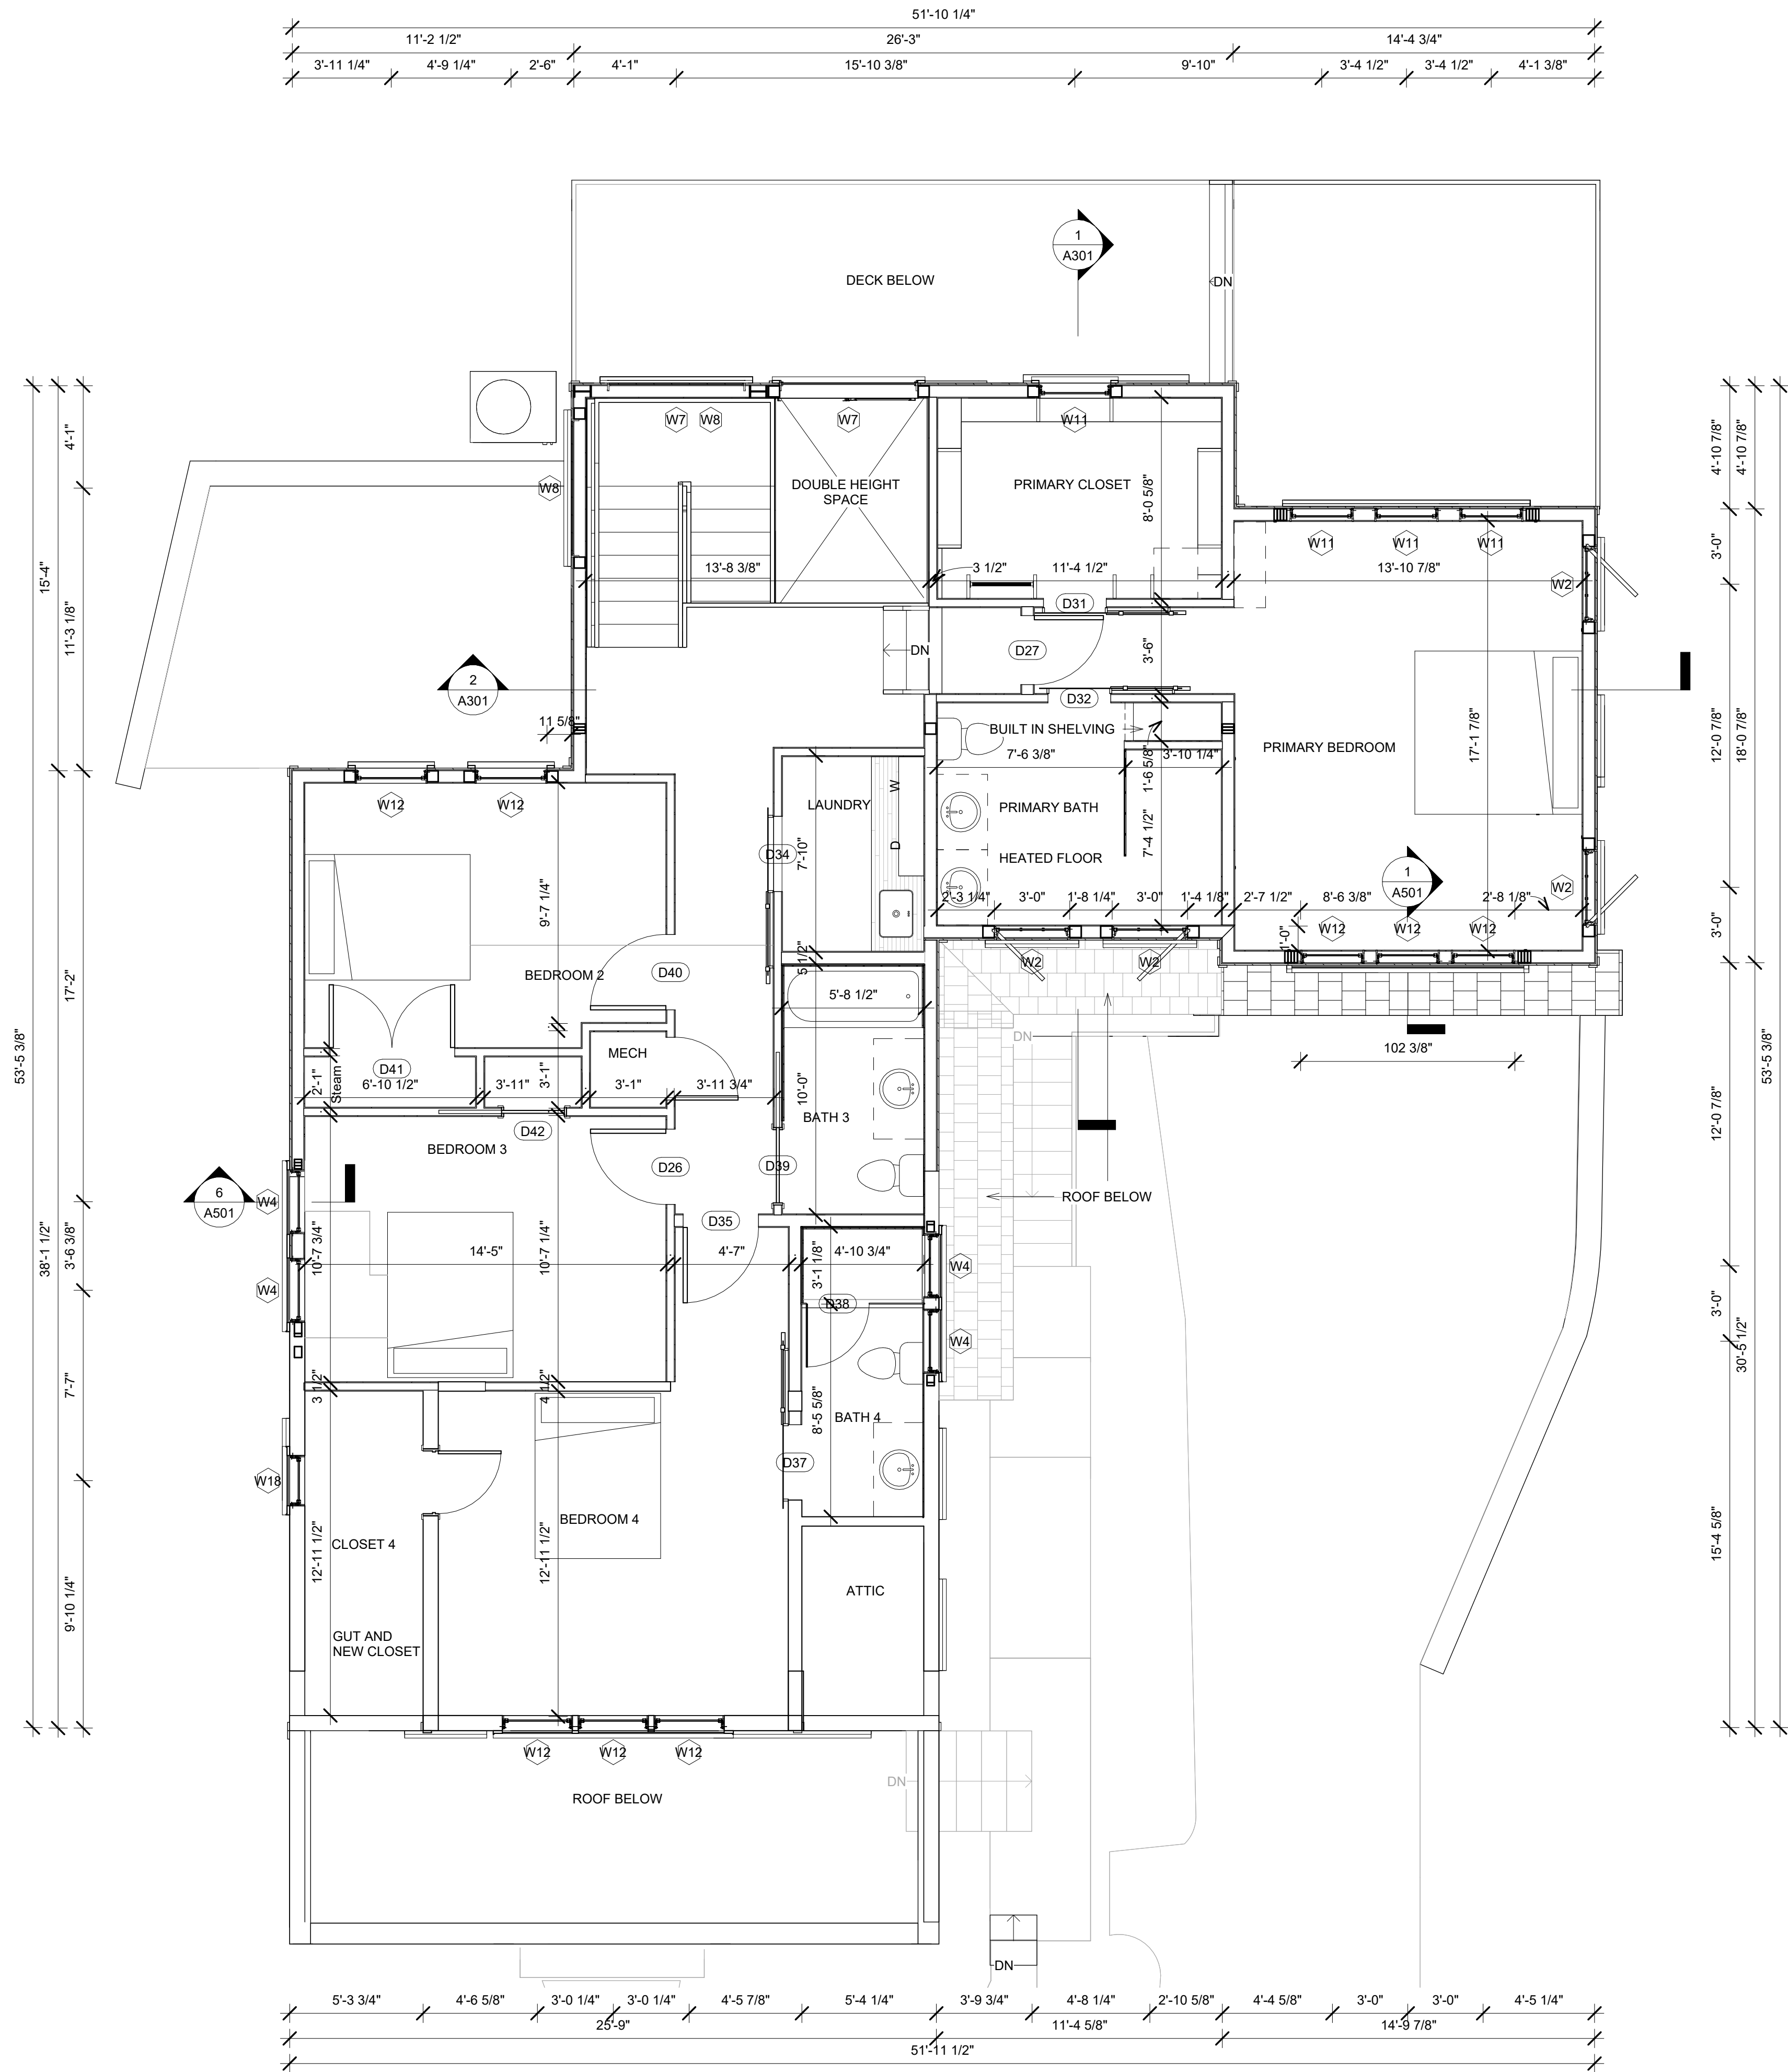 51'-10 1/4"
11'-2 1/2"
26'-3"
14'-4 3/4"
3'-11 1/4"
4'-9 1/4"
2'-6"
4'-1"
15'-10 3/8"
9'-10"
3'-4 1/2"
3'-4 1/2"
4'-1 3/8"
1
A301
DECK BELOW
DN
W7
W8
W7
W11
W8
DOUBLE HEIGHT
SPACE
PRIMARY CLOSET
8'-0 5/8"
W11
W11
W11
W2
13'-8 3/8"
3 1/2"
11'-4 1/2"
13'-10 7/8"
D31
DN
D27
3'-6"
2
A301
D32
11 5/8"
BUILT IN SHELVING
7'-6 3/8"
1'-6 5/8"
3'-10 1/4"
PRIMARY BEDROOM
17'-1 7/8"
W12
W12
LAUNDRY
W
D
PRIMARY BATH
HEATED FLOOR
7'-4 1/2"
D34
7'-10"
1
A501
W2
9'-7 1/4"
2'-3 1/4"
3'-0"
1'-8 1/4"
3'-0"
1'-4 1/8"
2'-7 1/2"
8'-6 3/8"
2'-8 1/8"
1'-0"
W12
W12
W12
W2
W2
BEDROOM 2
D40
5 1/2"
5'-8 1/2"
DN
102 3/8"
MECH
D41
Steam
2'-1"
6'-10 1/2"
3'-11"
3'-1"
3'-1"
3'-11 3/4"
10'-0"
BATH 3
D42
BEDROOM 3
D26
D39
6
A501
W4
ROOF BELOW
D35
10'-7 3/4"
14'-5"
10'-7 1/4"
4'-7"
3'-1 1/8"
4'-10 3/4"
W4
W4
D38
W4
3 1/2"
4 1/2"
8'-5 5/8"
BATH 4
D37
W18
CLOSET 4
12'-11 1/2"
12'-11 1/2"
BEDROOM 4
ATTIC
GUT AND
NEW CLOSET
W12
W12
W12
DN
ROOF BELOW
DN
53'-5 3/8"
15'-4"
38'-1 1/2"
4'-1"
11'-3 1/8"
17'-2"
3'-6 3/8"
7'-7"
9'-10 1/4"
4'-10 7/8"
3'-0"
12'-0 7/8"
3'-0"
12'-0 7/8"
3'-0"
15'-4 5/8"
4'-10 7/8"
18'-0 7/8"
30'-5 1/2"
53'-5 3/8"
5'-3 3/4"
4'-6 5/8"
3'-0 1/4"
3'-0 1/4"
4'-5 7/8"
5'-4 1/4"
3'-9 3/4"
4'-8 1/4"
2'-10 5/8"
4'-4 5/8"
3'-0"
3'-0"
4'-5 1/4"
25'-9"
11'-4 5/8"
14'-9 7/8"
51'-11 1/2"